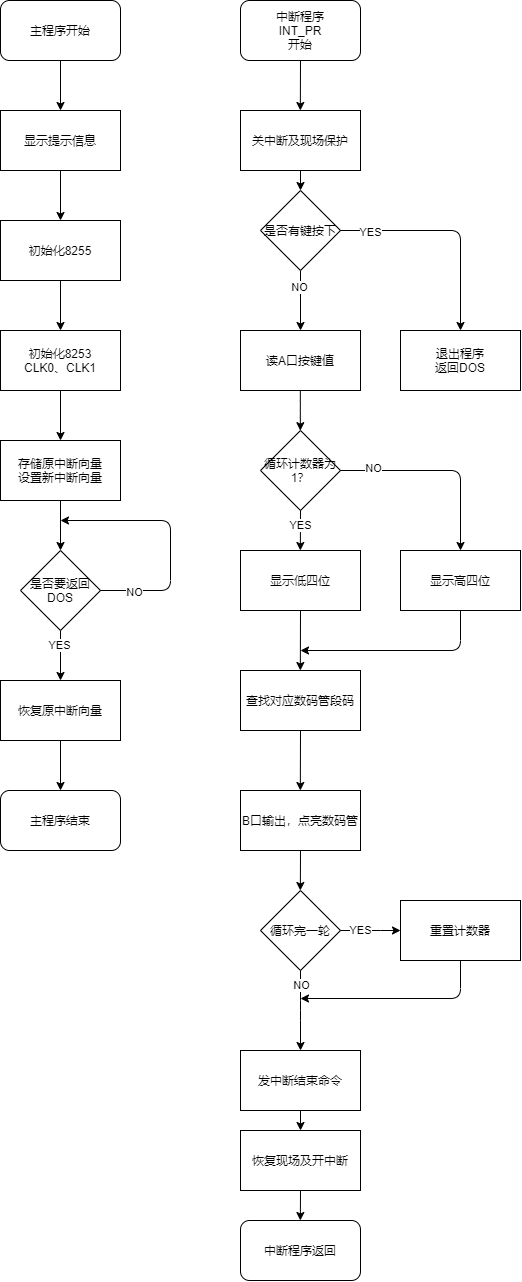 主程序开始
显示提示信息
初始化8255
初始化8253
CLK0、CLK1
存储原中断向量
设置新中断向量
是否要返回
DOS
NO
YES
恢复原中断向量
主程序结束
中断程序
INT_PR
开始
关中断及现场保护
是否有键按下
YES
NO
退出程序
返回DOS
读A口按键值
循环计数器为
1?
NO
YES
显示低四位
显示高四位
查找对应数码管段码
B口输出，点亮数码管
循环完一轮
YES
重置计数器
NO
发中断结束命令
恢复现场及开中断
中断程序返回